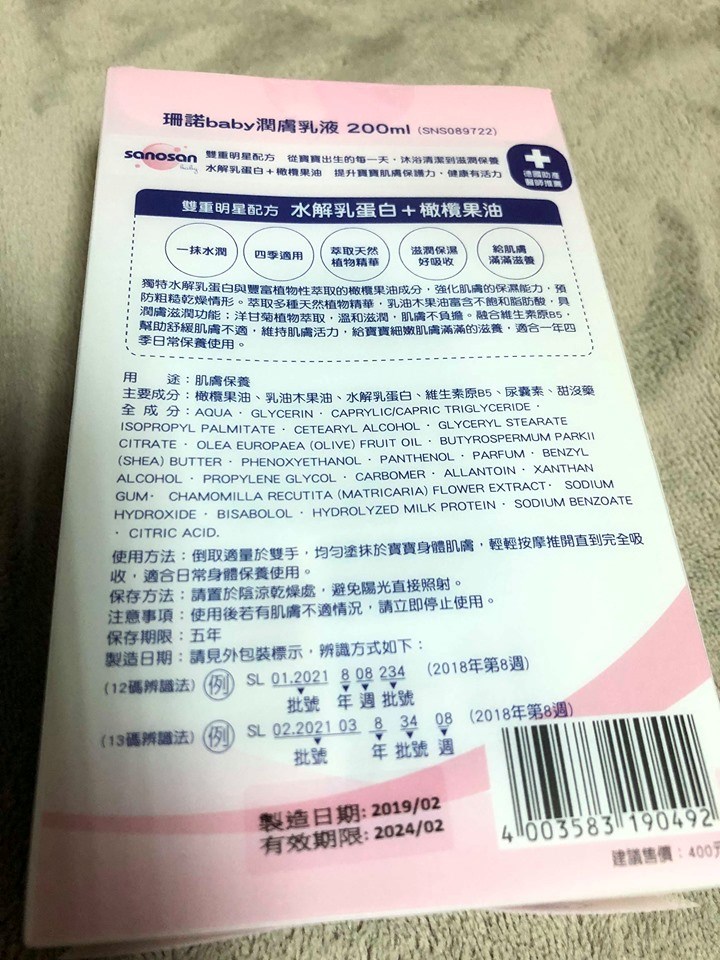 珊諾baby潤膚乳液 200ml (SNS089722)
sanosan baby
雙重明星配方 從寶寶出生的每一天，沐浴清潔到滋潤保養
水解乳蛋白+橄欖果油 提升寶寶肌膚保護力，健康有活力
德國助產
醫師推薦
雙重明星配方 水解乳蛋白+橄欖果油
一抹水潤
四季適用
萃取天然
植物精華
滋潤保濕
好吸收
給肌膚
滿滿滋養
獨特水解乳蛋白與豐富植物性萃取的橄欖果油成分，強化肌膚的保濕能力，預
防粗糙乾燥情形。萃取多種天然植物精華，乳油木果油富含不飽和脂肪酸，具
潤膚滋潤功能；洋甘菊植物萃取，溫和滋潤，肌膚不負擔。融合維生素原B5，
幫助舒緩肌膚不適，維持肌膚活力，給寶寶細嫩肌膚滿滿的滋養，適合一年四
季日常保養使用。
用 途：肌膚保養
主要成分：橄欖果油、乳油木果油、水解乳蛋白、維生素原B5、尿囊素、甜沒藥
全 成 分：AQUA · GLYCERIN · CAPRYLIC/CAPRIC TRIGLYCERIDE ·
ISOPROPYL PALMITATE · CETEARYL ALCOHOL · GLYCERYL STEARATE
CITRATE · OLEA EUROPAEA (OLIVE) FRUIT OIL · BUTYROSPERMUM PARKII
(SHEA) BUTTER · PHENOXYETHANOL · PANTHENOL · PARFUM · BENZYL
ALCOHOL · PROPYLENE GLYCOL · CARBOMER · ALLANTOIN · XANTHAN
GUM · CHAMOMILLA RECUTITA (MATRICARIA) FLOWER EXTRACT · SODIUM
HYDROXIDE · BISABOLOL · HYDROLYZED MILK PROTEIN · SODIUM BENZOATE
· CITRIC ACID.
使用方法：倒取適量於雙手，均勻塗抹於寶寶身體肌膚，輕輕按摩推開直到完全吸
收，適合日常身體保養使用。
保存方法：請置於陰涼乾燥處，避免陽光直接照射。
注意事項：使用後若有肌膚不適情況，請立即停止使用。
保存期限：五年
製造日期：請見外包裝標示，辨識方式如下：
(12碼辨識法) 例 SL 01.2021 8 08 234 (2018年第8週)
批號 年 週 批號
(13碼辨識法) 例 SL 02.2021 03 8 34 08 (2018年第8週)
批號 年 批號 週
製造日期: 2019/02
有效期限: 2024/02
4 003583 190492
建議售價：400元